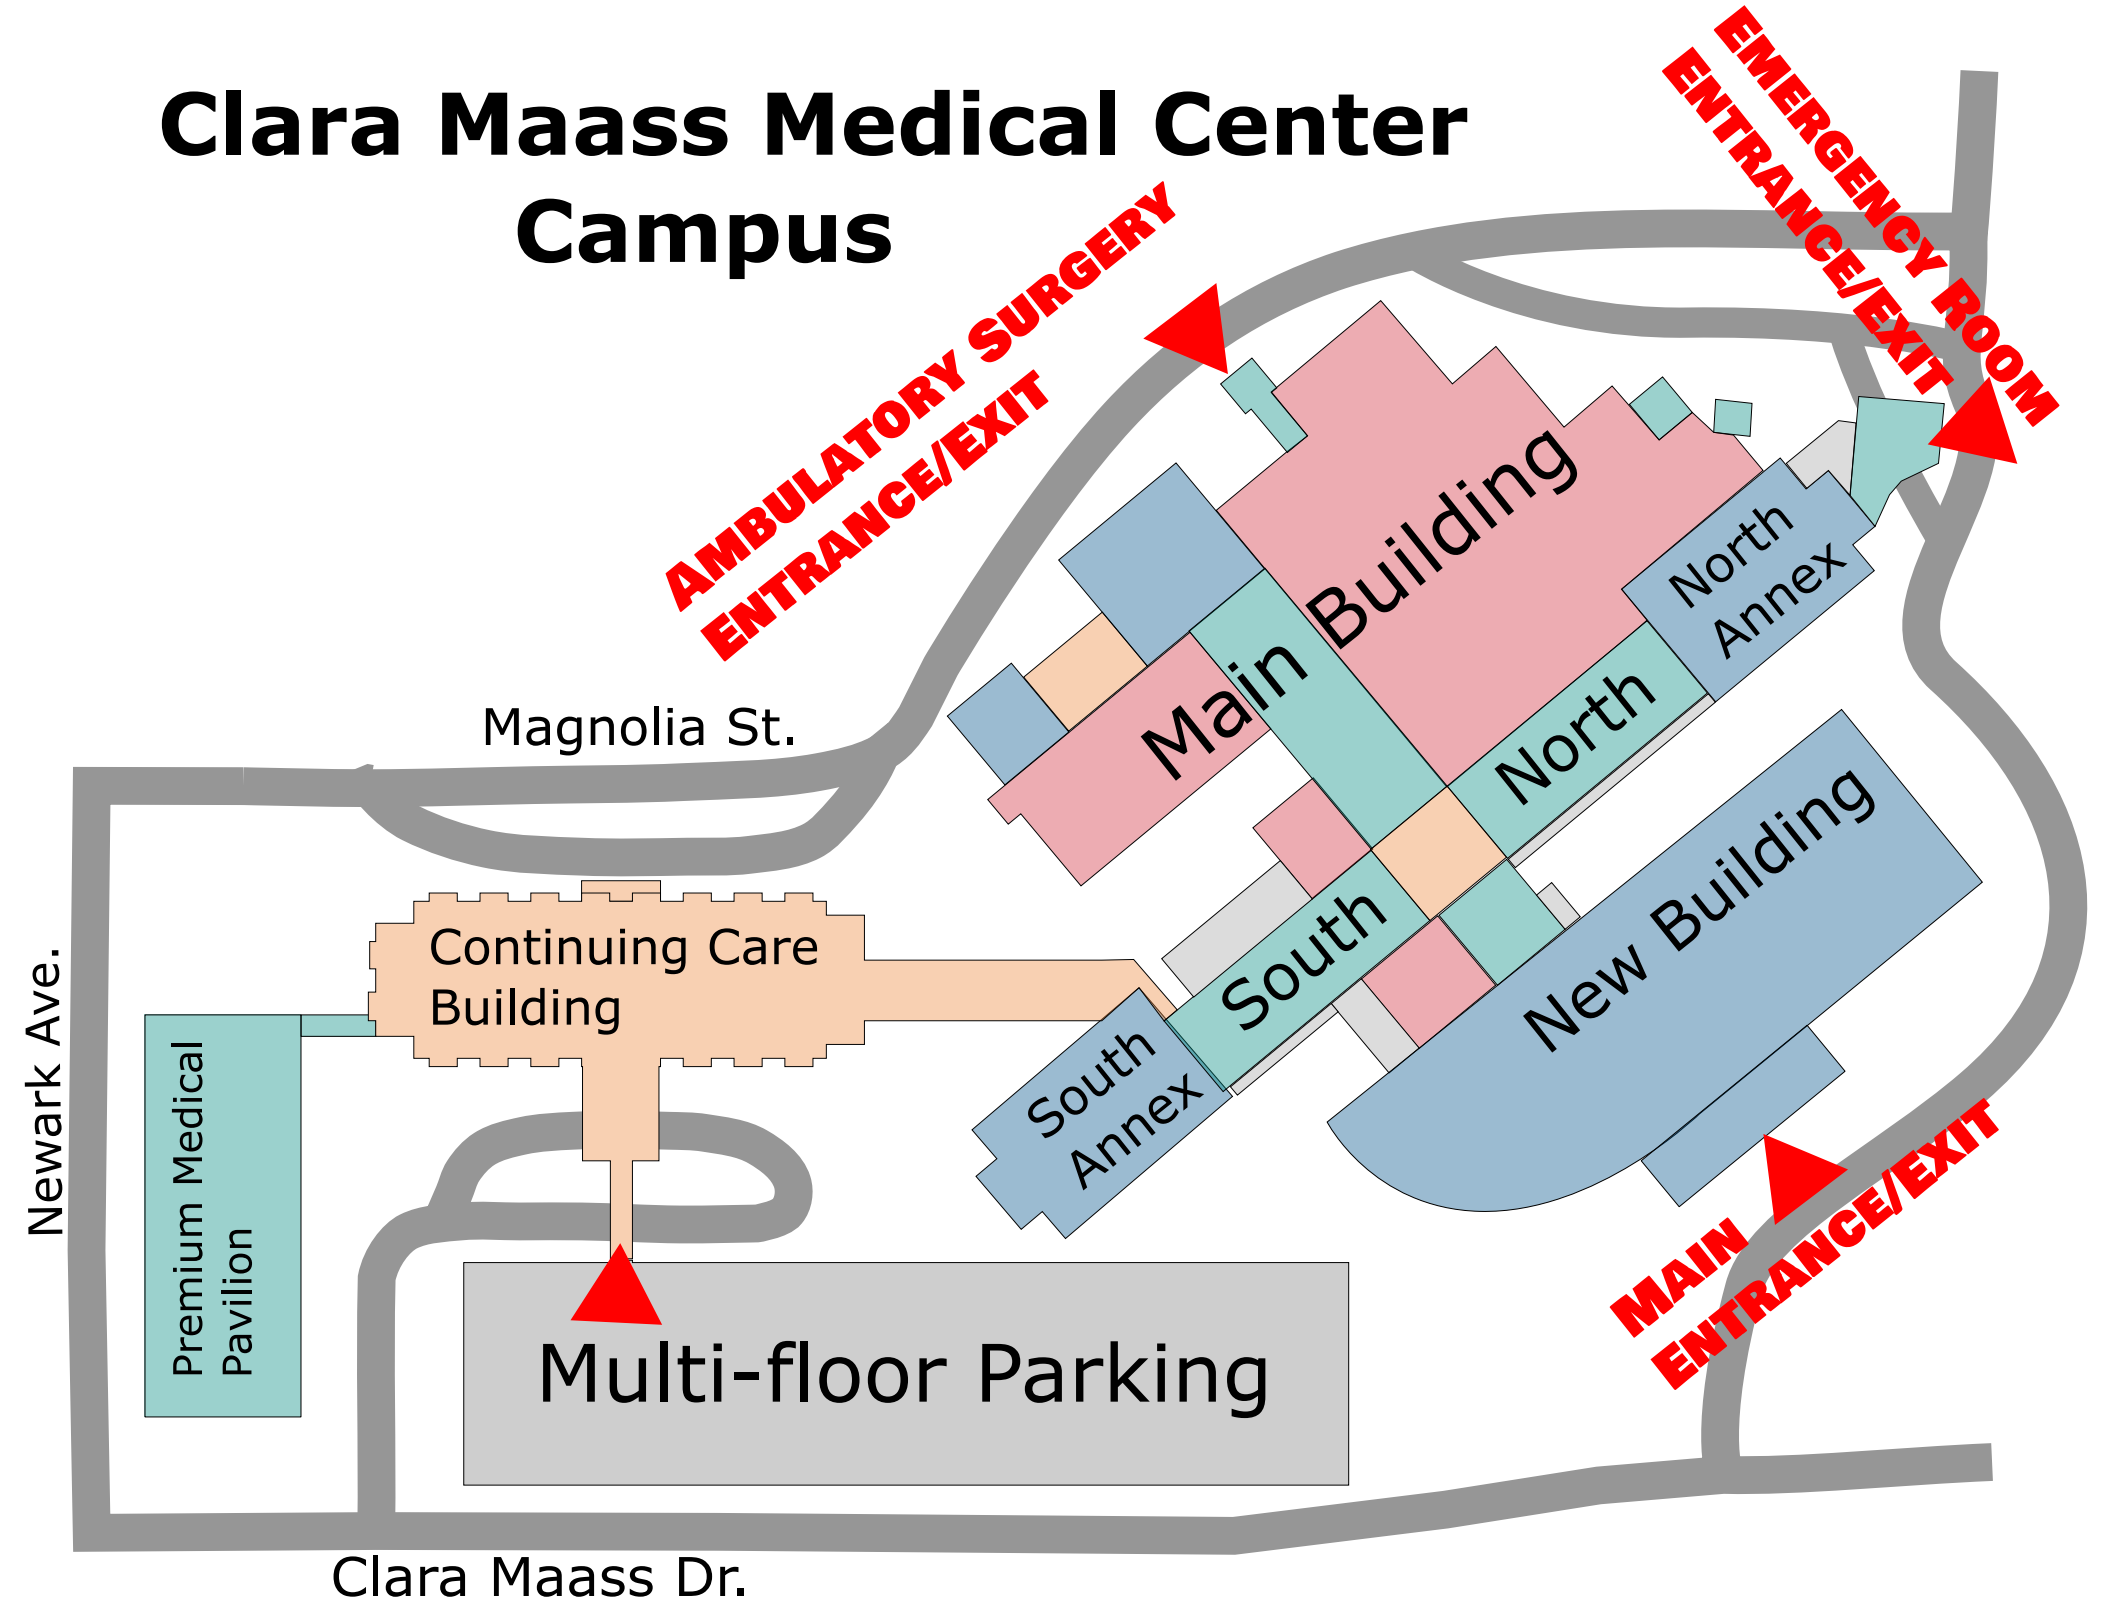 Clara Maass Medical Center
Campus
EMERGENCY ROOM
ENTRANCE/EXIT
AMBULATORY SURGERY
ENTRANCE/EXIT
Main Building
North
Annex
North
Magnolia St.
New Building
South
Continuing Care
Building
South
Annex
Newark Ave.
Premium Medical
Pavilion
MAIN
ENTRANCE/EXIT
Multi-floor Parking
Clara Maass Dr.